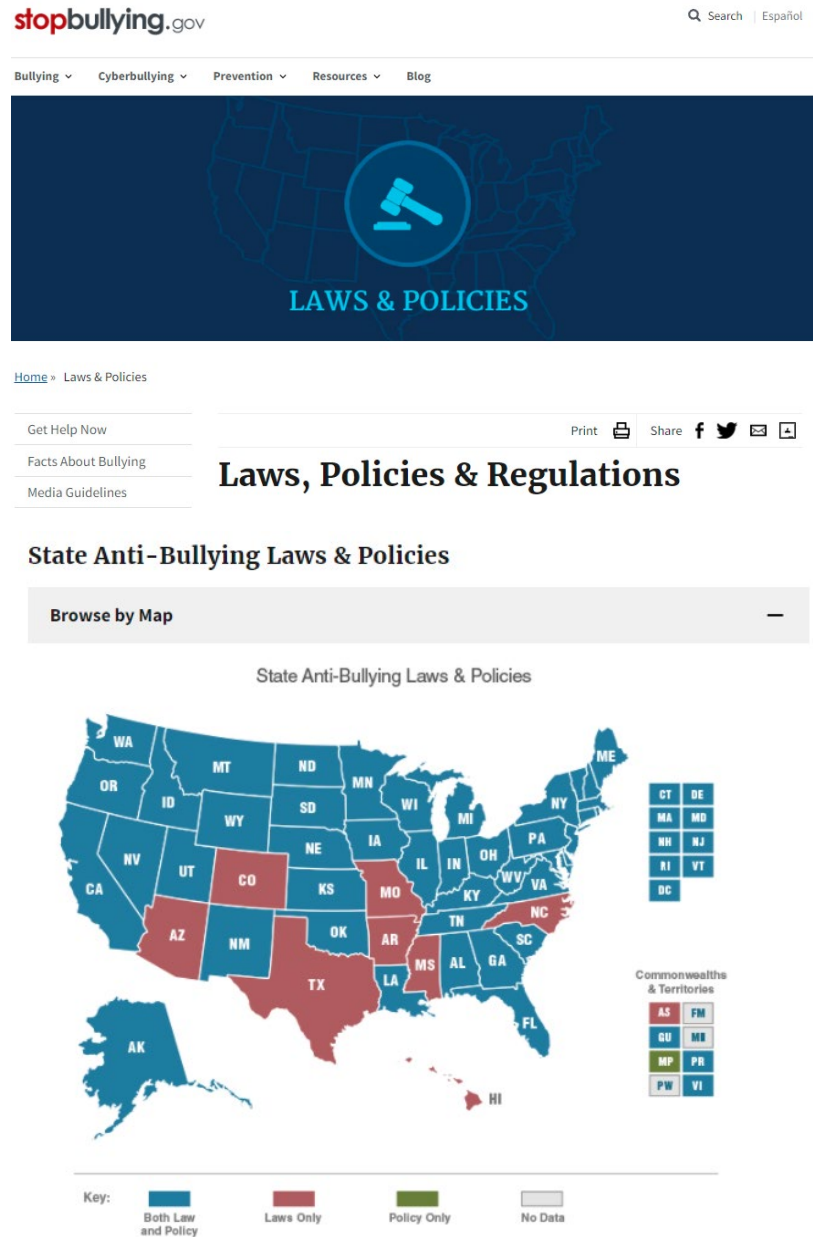 stopbullying.gov
Search | Español
Bullying
Cyberbullying
Prevention
Resources
Blog
LAWS & POLICIES
Home » Laws & Policies
Get Help Now
Facts About Bullying
Media Guidelines
Print
Share
Laws, Policies & Regulations
State Anti-Bullying Laws & Policies
Browse by Map
State Anti-Bullying Laws & Policies
WA
MT
ND
MN
ME
OR
ID
WY
SD
WI
MI
NY
NV
UT
CO
NE
IA
IL
IN
OH
PA
CA
KS
MO
KY
WV
VA
AZ
NM
OK
AR
TN
NC
SC
TX
LA
MS
AL
GA
FL
AK
HI
CT DE
MA MD
NH NJ
RI VT
DC
Commonwealths
& Territories
AS FM
GU MH
MP PR
PW VI
Key:
Both Law
and Policy
Laws Only
Policy Only
No Data